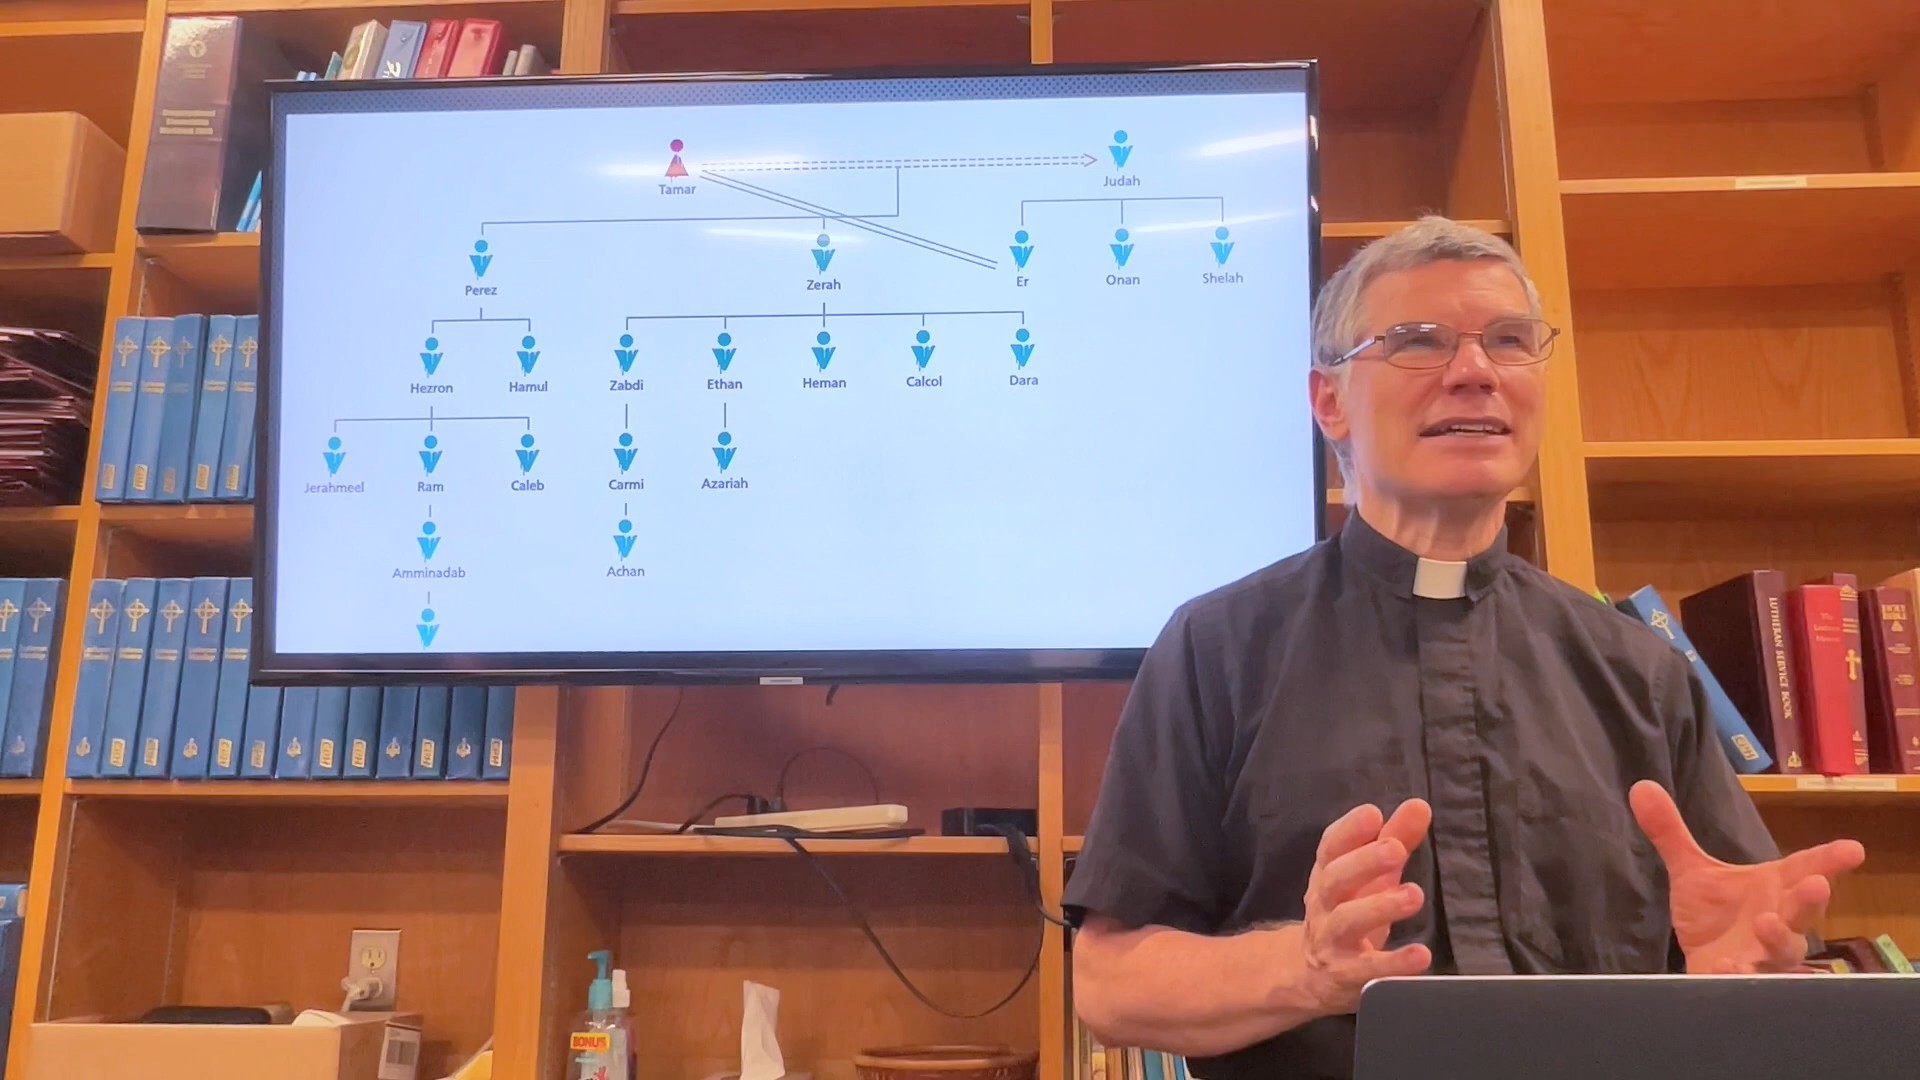 Tamar
Judah
Perez
Zerah
Er
Onan
Shelah
Hezron
Hamul
Zabdi
Ethan
Heman
Calcol
Dara
Jerahmeel
Ram
Caleb
Carmi
Azariah
Amminadab
Achan
LUTHERAN SERVICE BOOK
BONUS